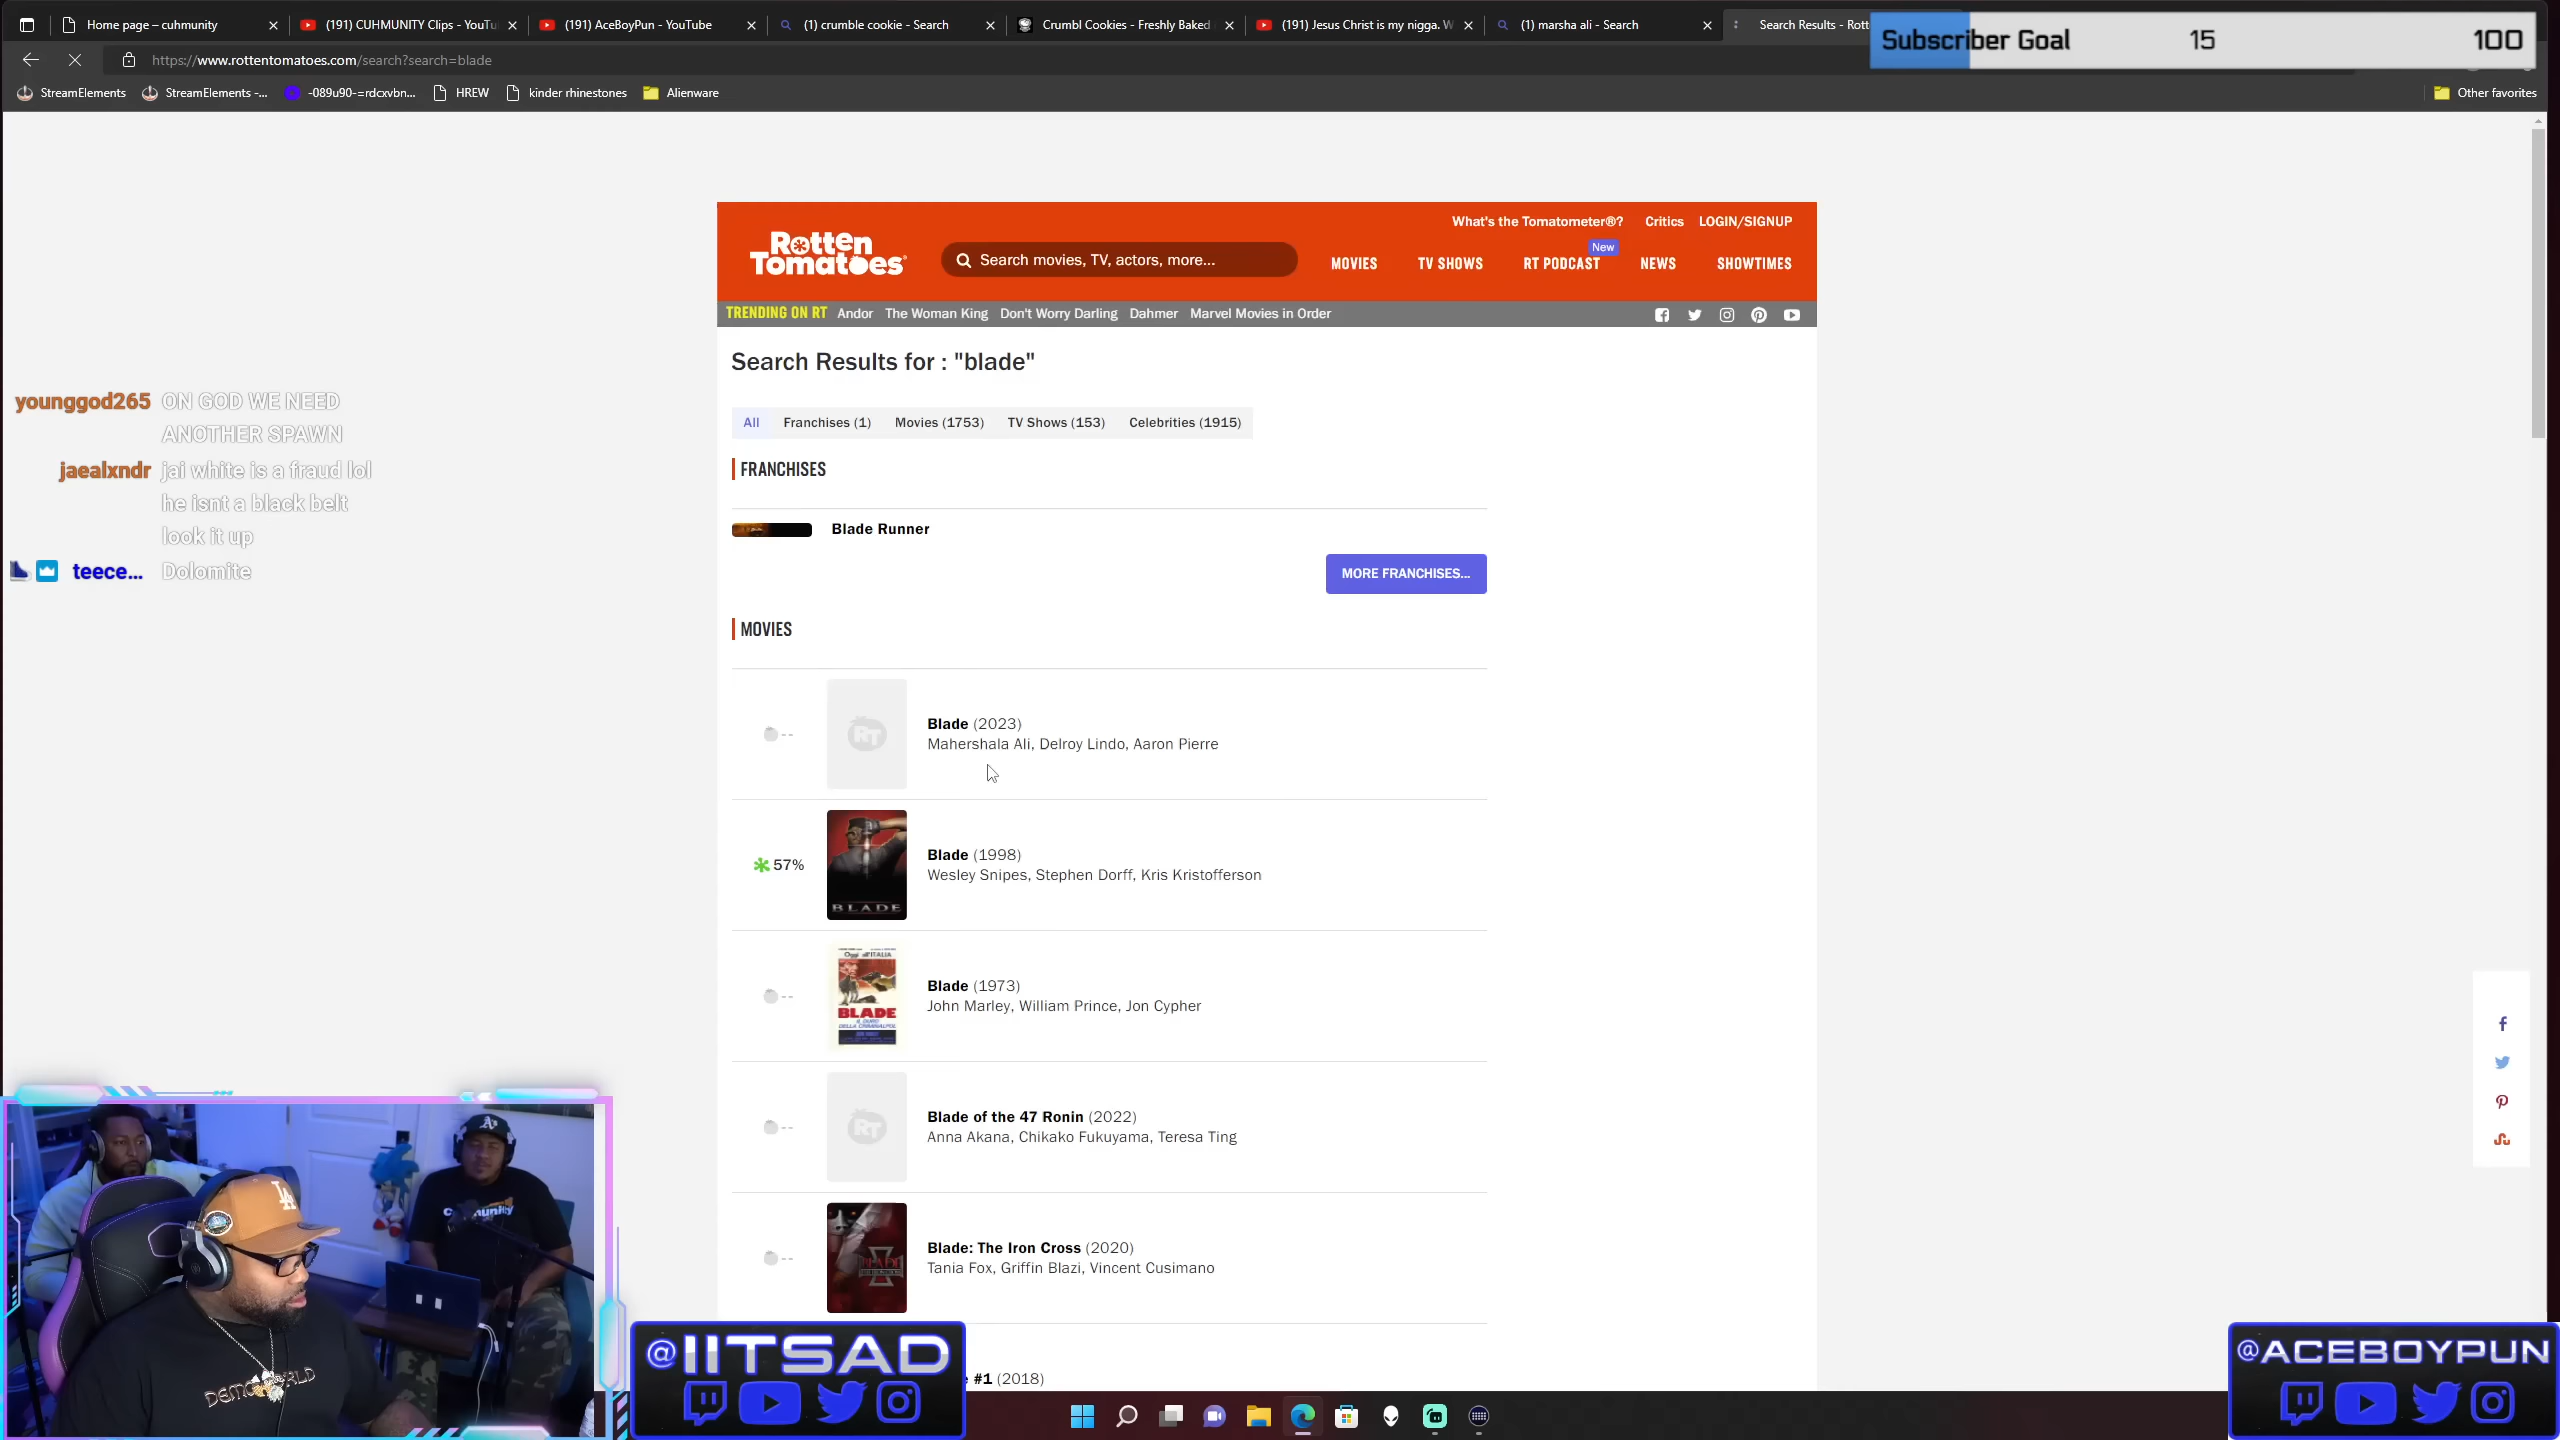 Home page – cuhmunity
(191) CUHMUNITY Clips - YouTu
(191) AceBoyPun - YouTube
(1) crumble cookie - Search
Crumbl Cookies - Freshly Baked
(191) Jesus Christ is my nigga. W
(1) marsha ali - Search
Search Results - Rott
Subscriber Goal 15 100
https://www.rottentomatoes.com/search?search=blade
StreamElements
StreamElements -...
-089u90-=rdcxvbn...
HREW
kinder rhinestones
Alienware
Other favorites
What's the Tomatometer®? Critics LOGIN/SIGNUP
Rotten
Tomatoes
Search movies, TV, actors, more...
New
MOVIES TV SHOWS RT PODCAST NEWS SHOWTIMES
TRENDING ON RT Andor The Woman King Don't Worry Darling Dahmer Marvel Movies in Order
Search Results for : "blade"
All Franchises (1) Movies (1753) TV Shows (153) Celebrities (1915)
FRANCHISES
Blade Runner
MORE FRANCHISES...
MOVIES
RT
- -
Blade (2023)
Mahershala Ali, Delroy Lindo, Aaron Pierre
57%
BLADE
Blade (1998)
Wesley Snipes, Stephen Dorff, Kris Kristofferson
- -
BLADE
Blade (1973)
John Marley, William Prince, Jon Cypher
- -
RT
Blade of the 47 Ronin (2022)
Anna Akana, Chikako Fukuyama, Teresa Ting
- -
Blade: The Iron Cross (2020)
Tania Fox, Griffin Blazi, Vincent Cusimano
#1 (2018)
younggod265 ON GOD WE NEED
ANOTHER SPAWN
jaealxndr jai white is a fraud lol
he isnt a black belt
look it up
teece... Dolomite
LA
@IITSAD
@ACEBOYPUN